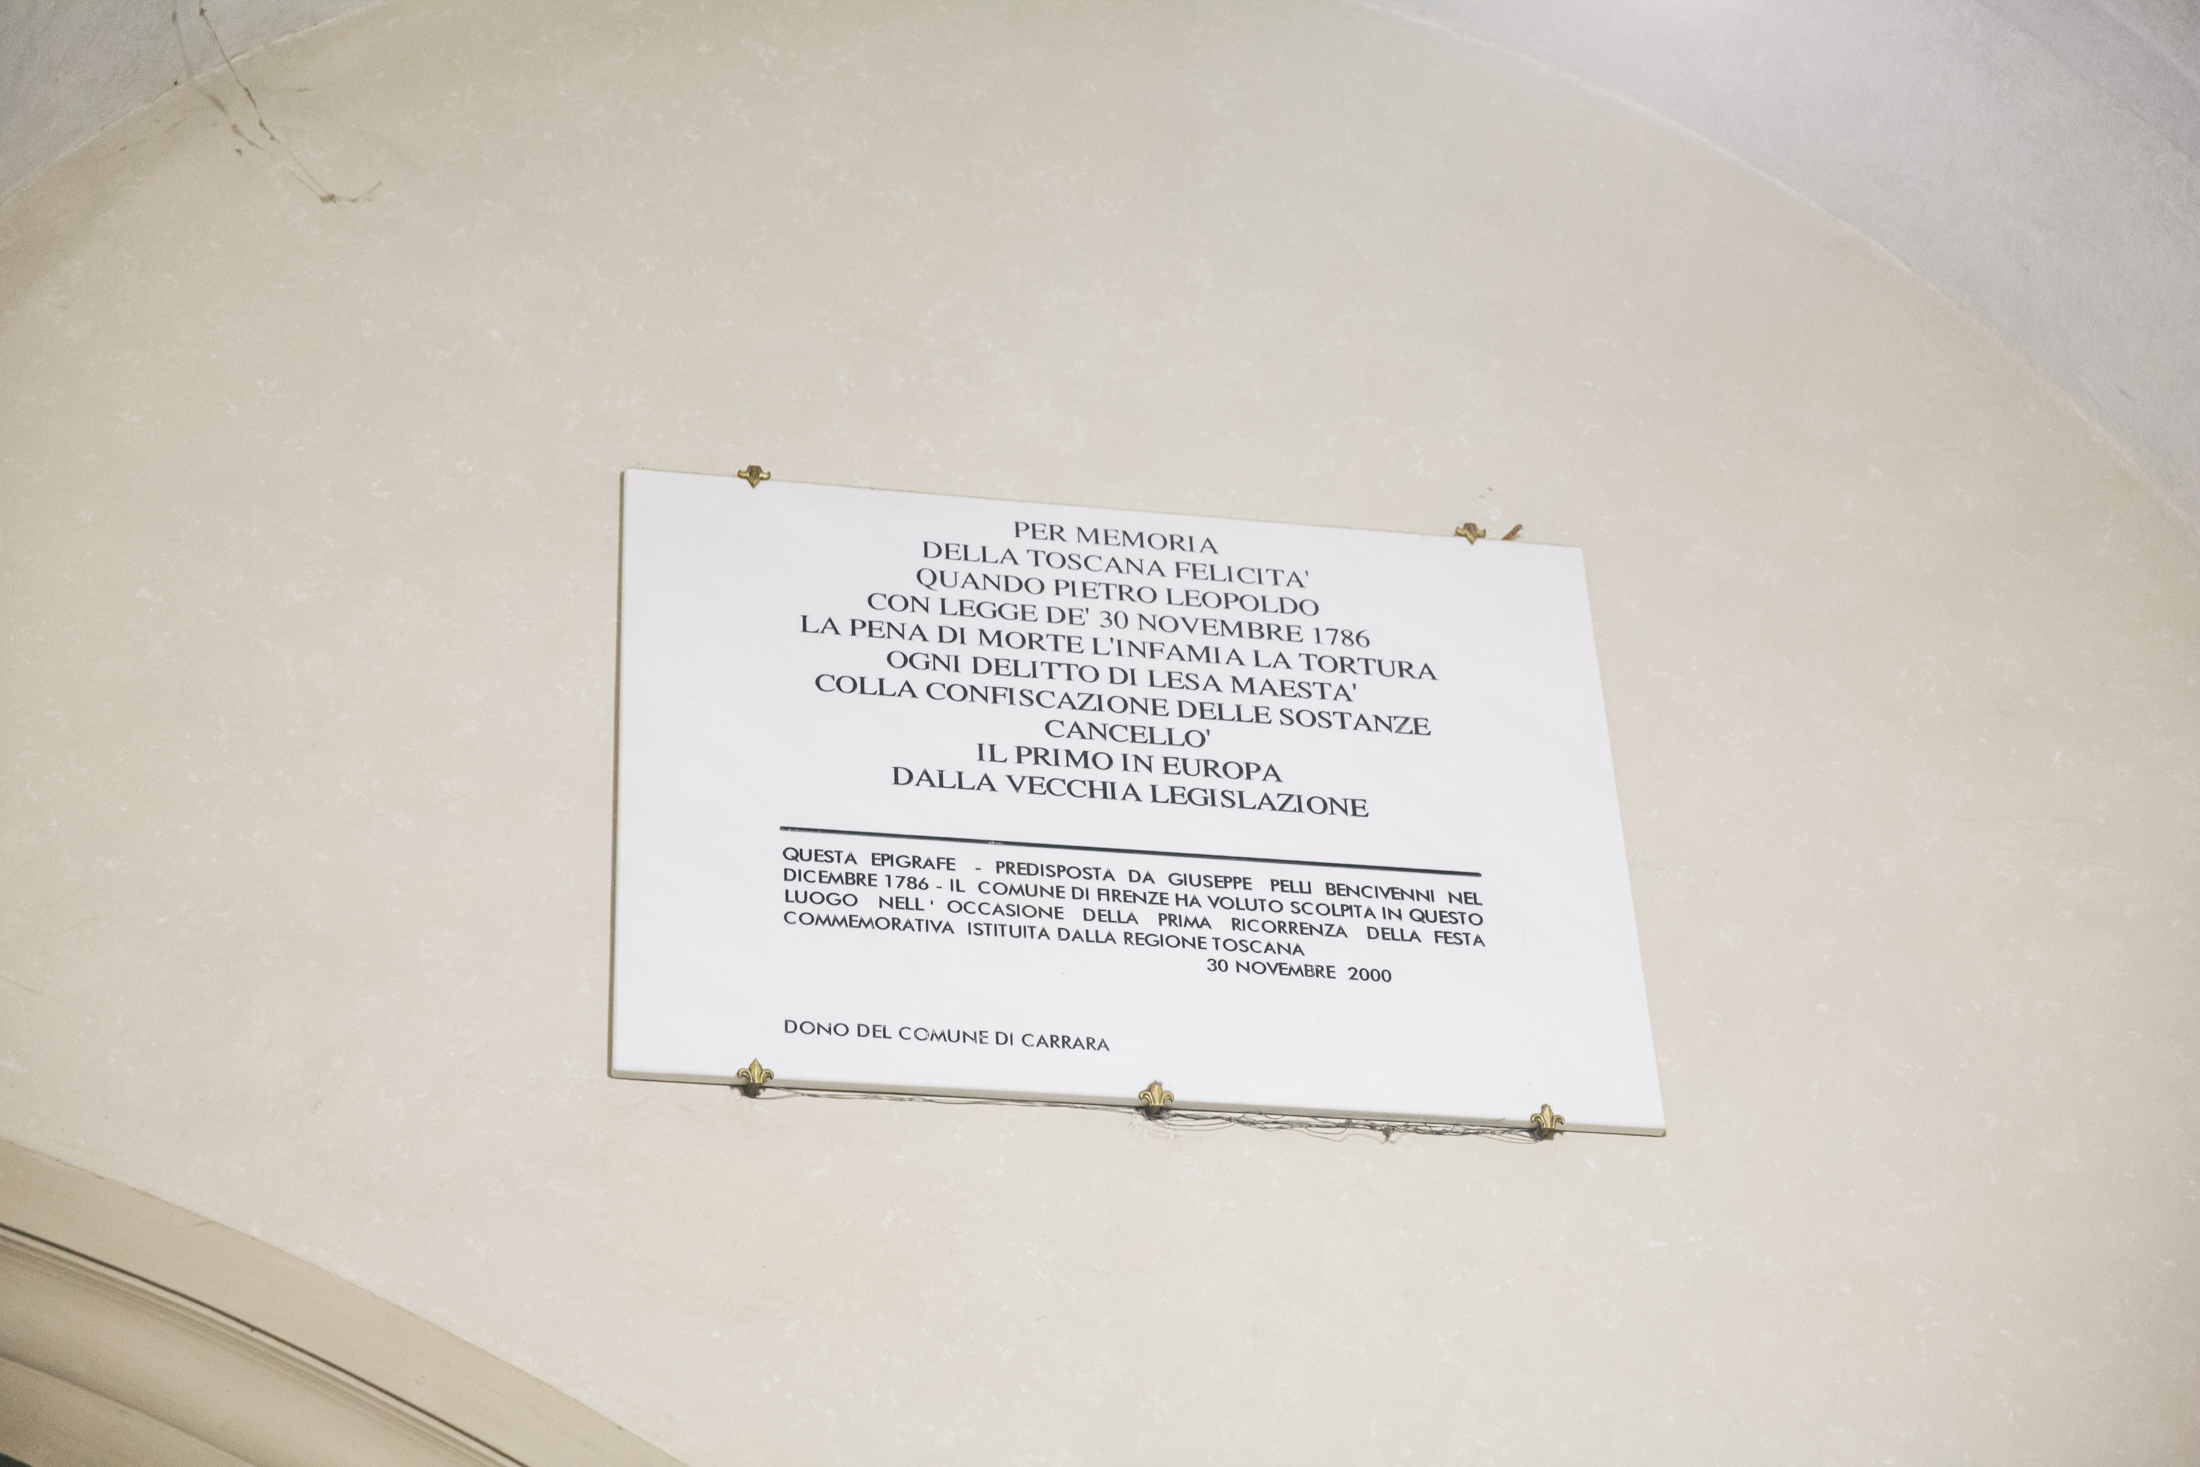 PER MEMORIA
DELLA TOSCANA FELICITA'
QUANDO PIETRO LEOPOLDO
CON LEGGE DE' 30 NOVEMBRE 1786
LA PENA DI MORTE L'INFAMIA LA TORTURA
OGNI DELITTO DI LESA MAESTA'
COLLA CONFISCAZIONE DELLE SOSTANZE
CANCELLO'
IL PRIMO IN EUROPA
DALLA VECCHIA LEGISLAZIONE
QUESTA EPIGRAFE - PREDISPOSTA DA GIUSEPPE PELLI BENCIVENNI NEL
DICEMBRE 1786 - IL COMUNE DI FIRENZE HA VOLUTO SCOLPITA IN QUESTO
LUOGO NELL' OCCASIONE DELLA PRIMA RICORRENZA DELLA FESTA
COMMEMORATIVA ISTITUITA DALLA REGIONE TOSCANA
30 NOVEMBRE 2000
DONO DEL COMUNE DI CARRARA